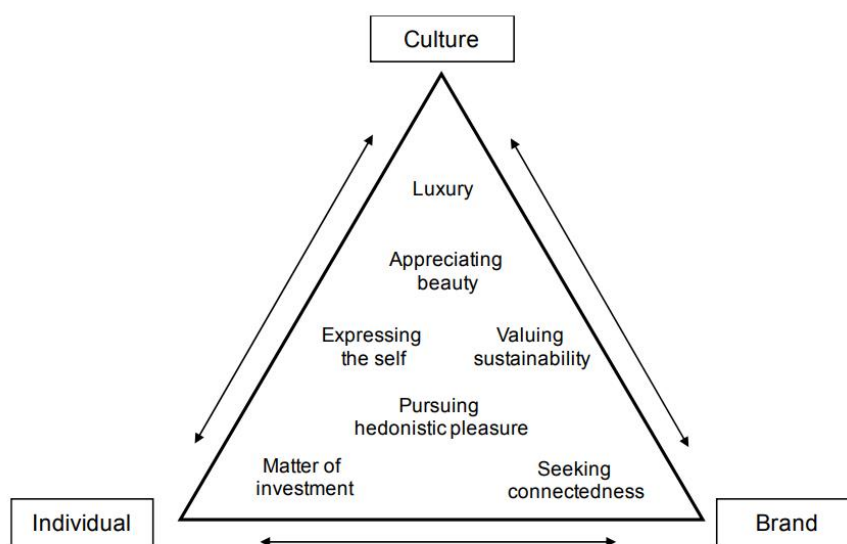 Culture
Luxury
Appreciating
beauty
Expressing
the self
Valuing
sustainability
Pursuing
hedonistic pleasure
Matter of
investment
Seeking
connectedness
Individual
Brand